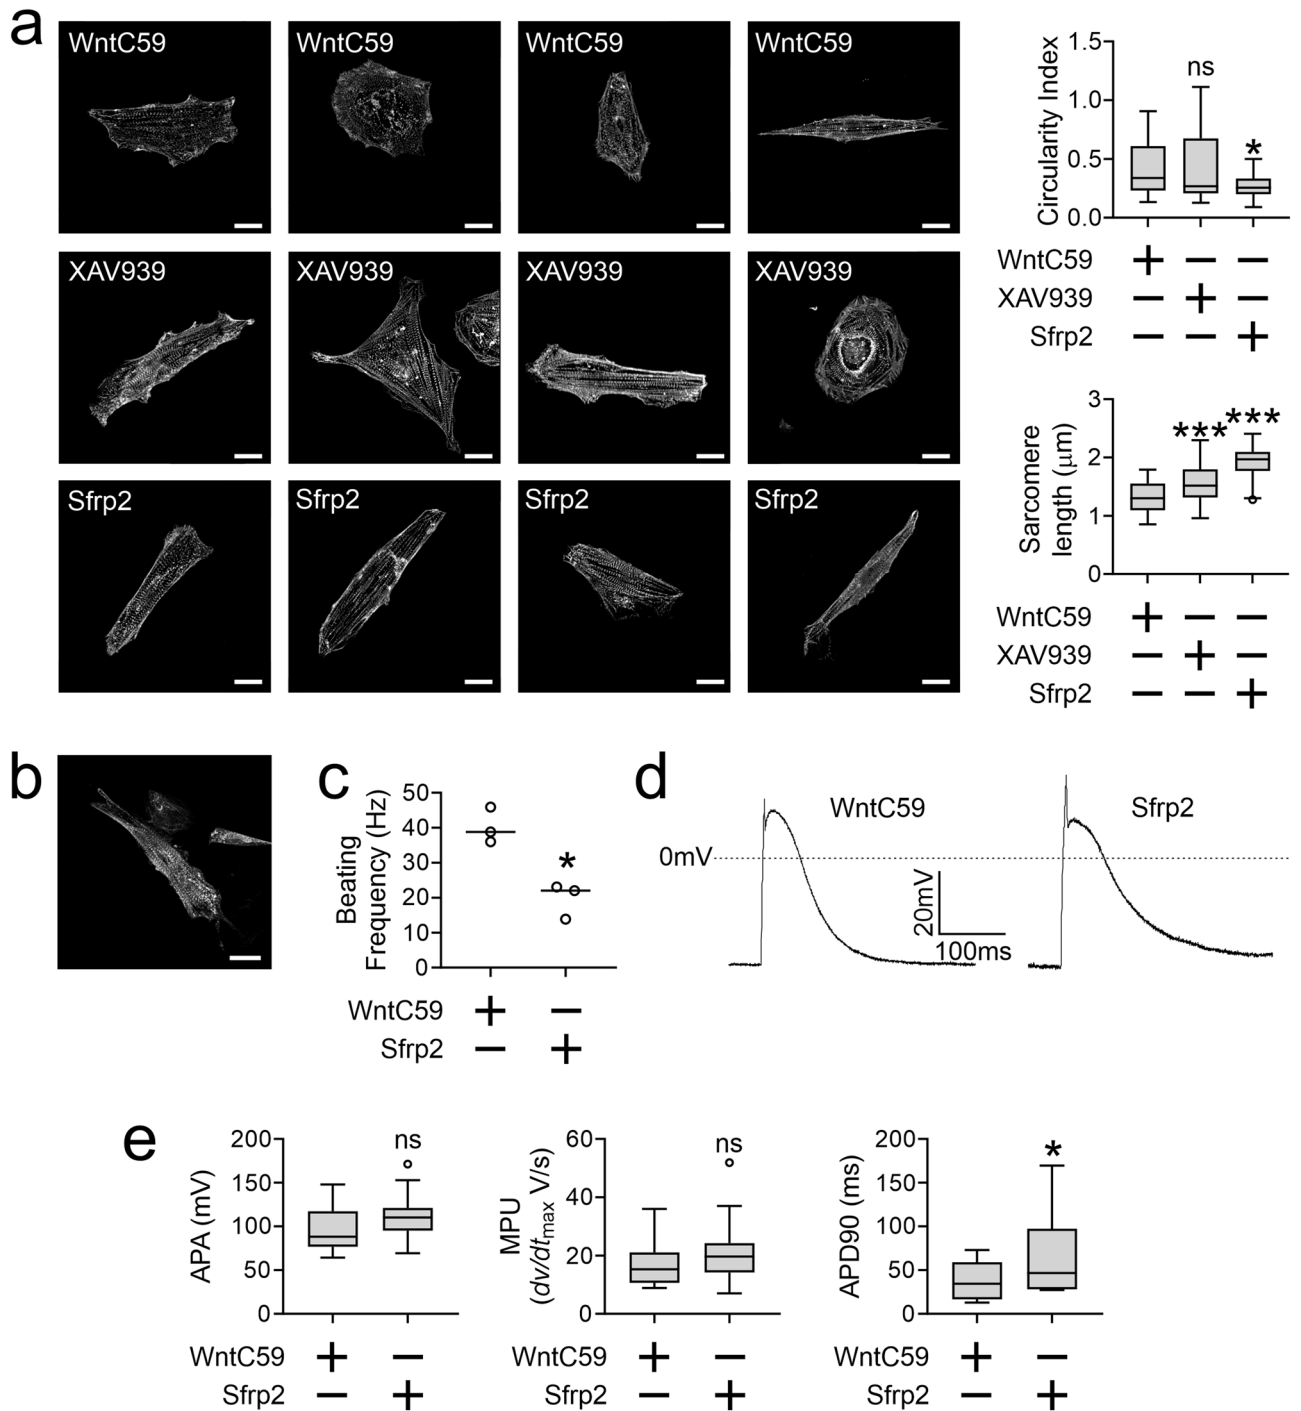 a
WntC59 WntC59 WntC59 WntC59
XAV939 XAV939 XAV939 XAV939
Sfrp2 Sfrp2 Sfrp2 Sfrp2
Circularity Index
1.5
1.0
0.5
0.0
ns
*
WntC59 + − −
XAV939 − + −
Sfrp2 − − +
Sarcomere
length (μm)
3
2
1
0
***
***
WntC59 + − −
XAV939 − + −
Sfrp2 − − +
b
c
Beating
Frequency (Hz)
50
40
30
20
10
0
*
WntC59 + −
Sfrp2 − +
d
WntC59 Sfrp2
0mV
20mV
100ms
e
APA (mV)
200
150
100
50
0
ns
WntC59 + −
Sfrp2 − +
MPU
(dv/dtmax V/s)
60
40
20
0
ns
WntC59 + −
Sfrp2 − +
APD90 (ms)
200
150
100
50
0
*
WntC59 + −
Sfrp2 − +